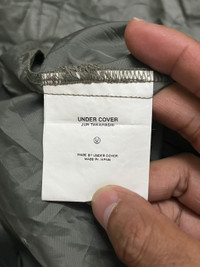 UNDER COVER
JUN TAKAHASHI
MADE BY UNDER COVER
MADE IN JAPAN